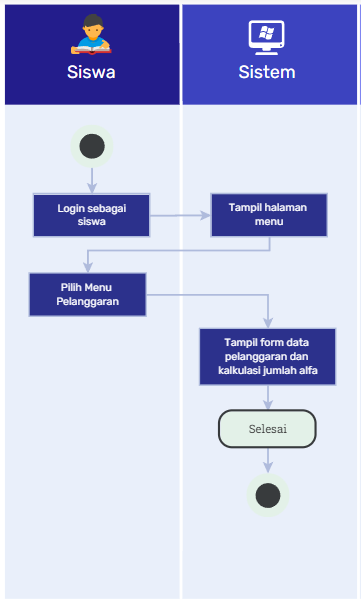 Siswa
Sistem
Login sebagai
siswa
Tampil halaman
menu
Pilih Menu
Pelanggaran
Tampil form data
pelanggaran dan
kalkulasi jumlah alfa
Selesai